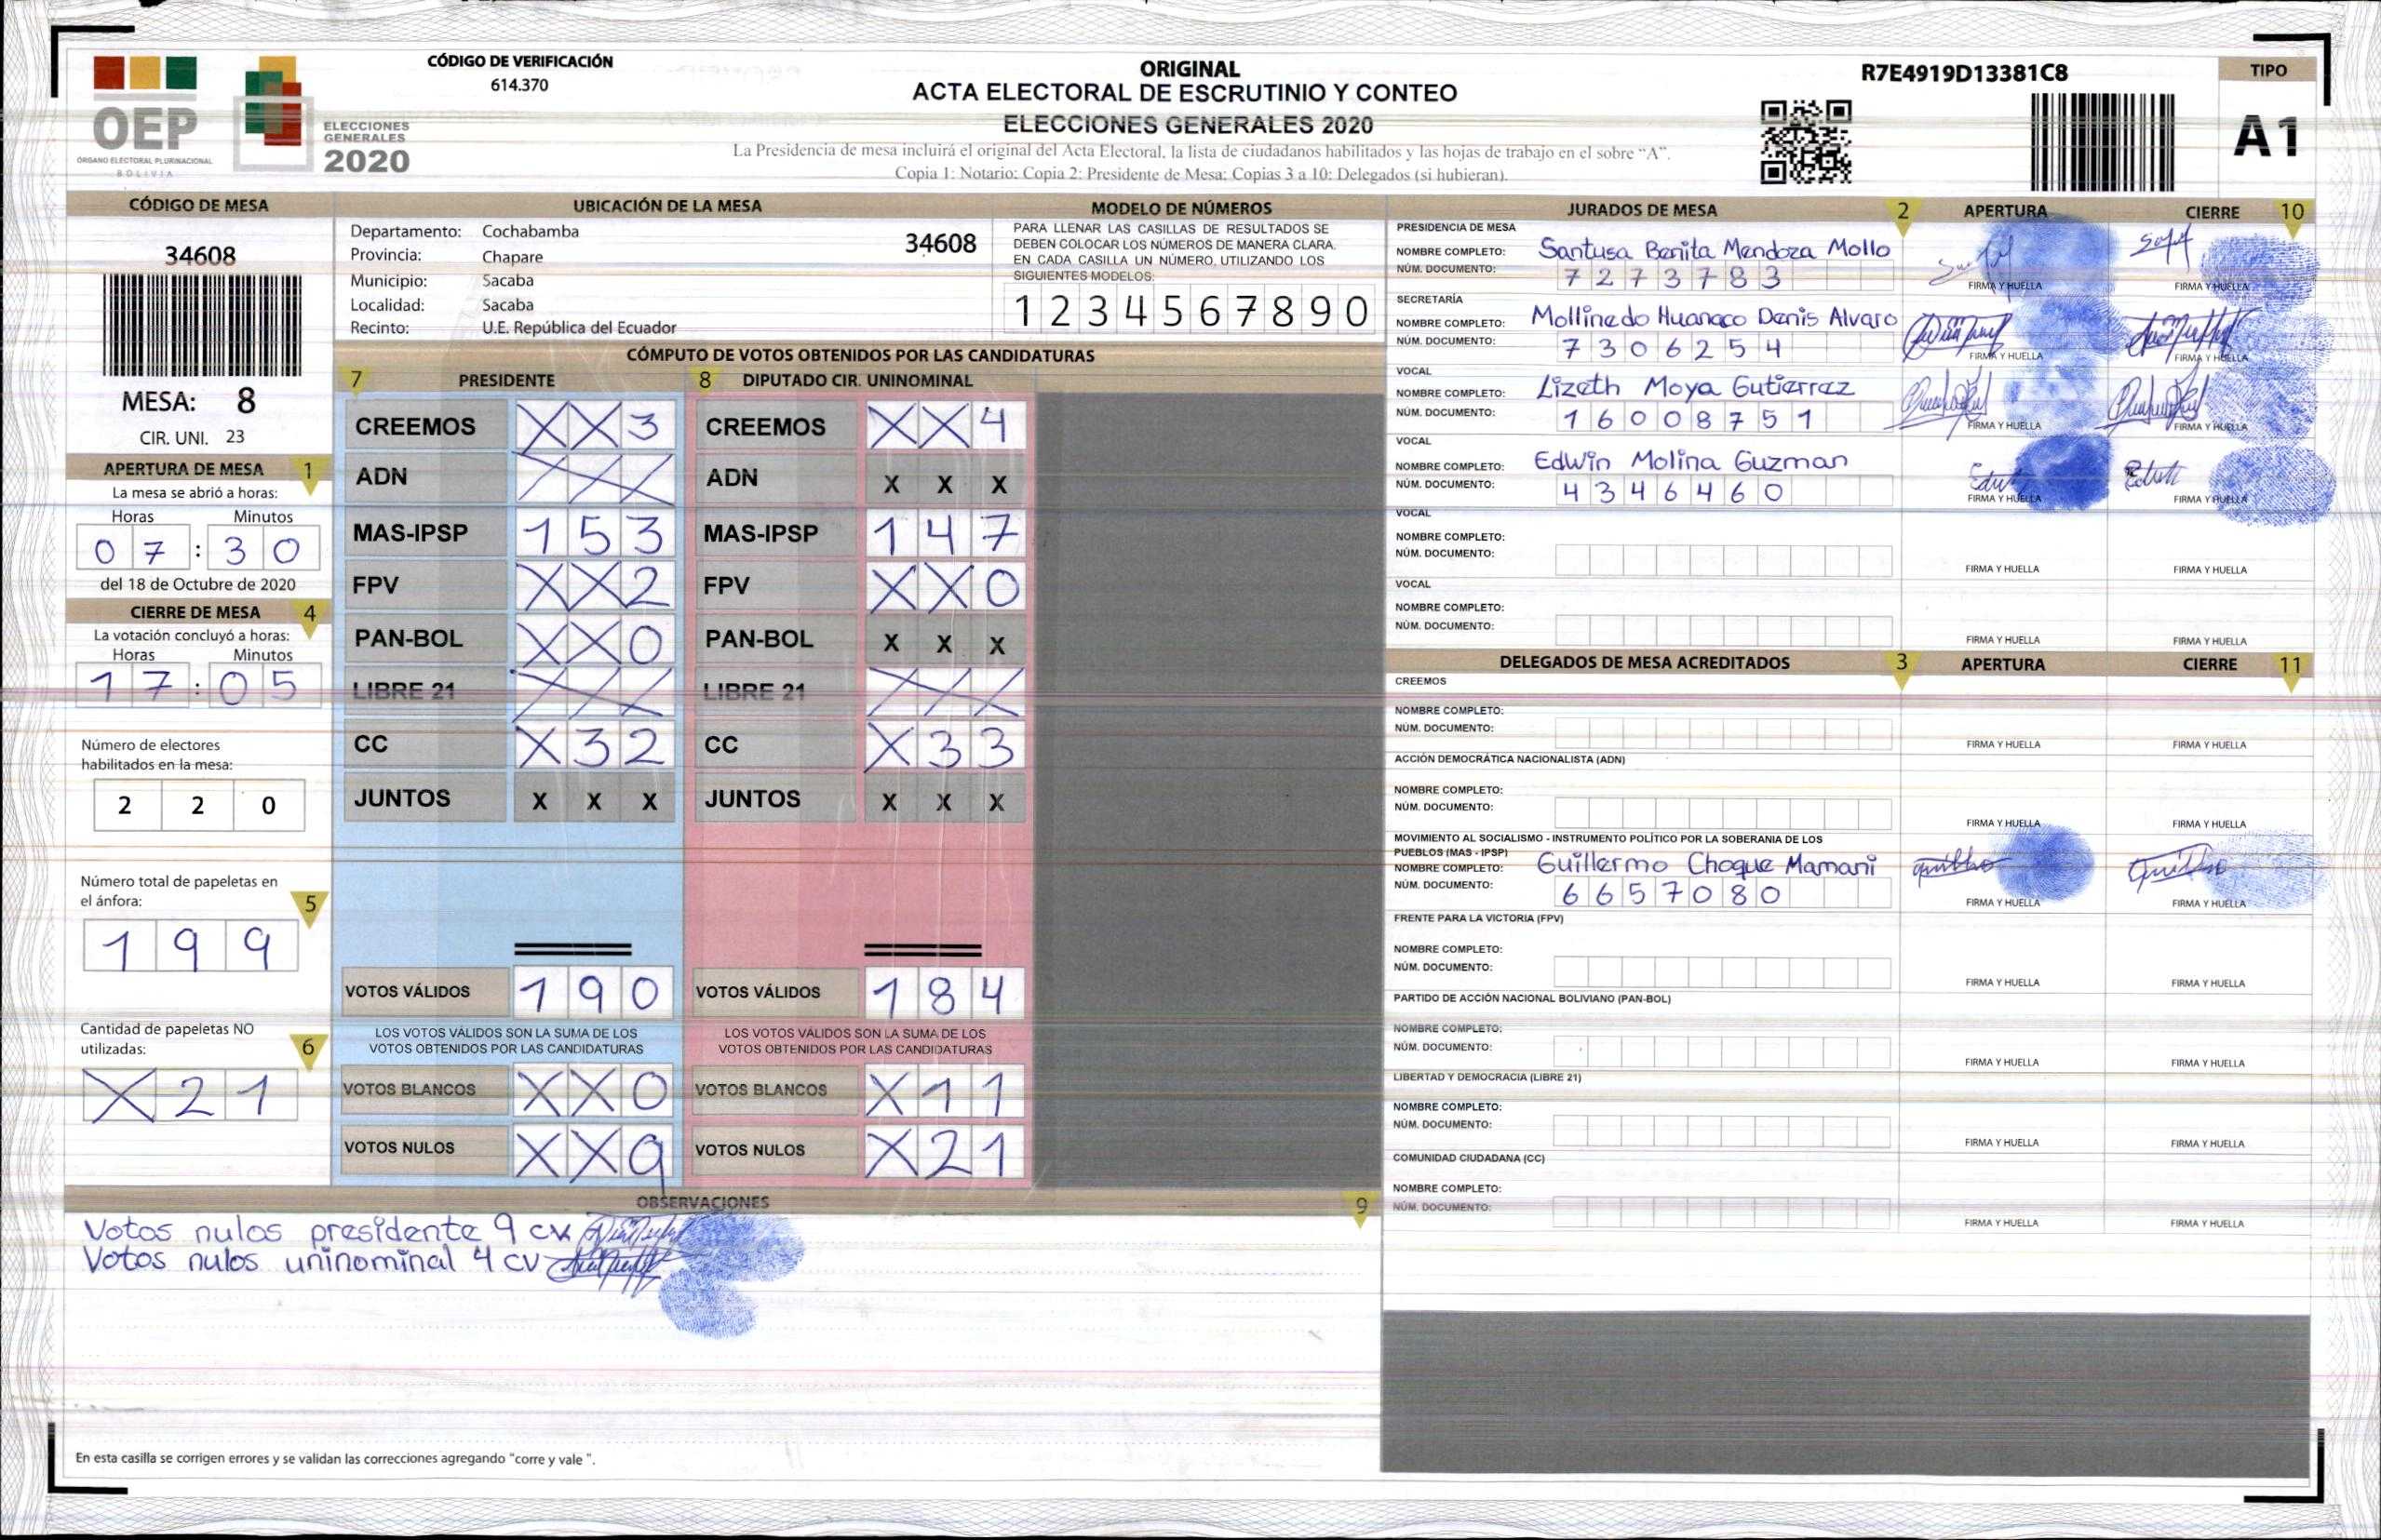 CÓDIGO DE VERIFICACIÓN
614.370
OEP
ÓRGANO ELECTORAL PLURINACIONAL
BOLIVIA
ELECCIONES
GENERALES
2020
ORIGINAL
ACTA ELECTORAL DE ESCRUTINIO Y CONTEO
ELECCIONES GENERALES 2020
La Presidencia de mesa incluirá el original del Acta Electoral, la lista de ciudadanos habilitados y las hojas de trabajo en el sobre “A”.
Copia 1: Notario: Copia 2: Presidente de Mesa: Copias 3 a 10: Delegados (si hubieran).
R7E4919D13381C8
TIPO
A1
CÓDIGO DE MESA
34608
MESA: 8
CIR. UNI. 23
APERTURA DE MESA 1
La mesa se abrió a horas:
Horas Minutos
07:30
del 18 de Octubre de 2020
CIERRE DE MESA 4
La votación concluyó a horas:
Horas Minutos
17:05
Número de electores
habilitados en la mesa:
2 2 0
Número total de papeletas en
el ánfora: 5
1 9 9
Cantidad de papeletas NO
utilizadas: 6
X 2 1
UBICACIÓN DE LA MESA
Departamento: Cochabamba
34608
Provincia: Chapare
Municipio: Sacaba
Localidad: Sacaba
Recinto: U.E. República del Ecuador
MODELO DE NÚMEROS
PARA LLENAR LAS CASILLAS DE RESULTADOS SE
DEBEN COLOCAR LOS NÚMEROS DE MANERA CLARA.
EN CADA CASILLA UN NÚMERO, UTILIZANDO LOS
SIGUIENTES MODELOS:
1 2 3 4 5 6 7 8 9 0
CÓMPUTO DE VOTOS OBTENIDOS POR LAS CANDIDATURAS
7 PRESIDENTE 8 DIPUTADO CIR. UNINOMINAL
CREEMOS X X 3 CREEMOS X X 4
ADN ADN X X X
MAS-IPSP 1 5 3 MAS-IPSP 1 4 7
FPV X X 2 FPV X X 0
PAN-BOL X X 0 PAN-BOL X X X
LIBRE 21 LIBRE 21
CC X 3 2 CC X 3 3
JUNTOS X X X JUNTOS X X X
VOTOS VÁLIDOS 1 9 0 VOTOS VÁLIDOS 1 8 4
LOS VOTOS VÁLIDOS SON LA SUMA DE LOS LOS VOTOS VÁLIDOS SON LA SUMA DE LOS
VOTOS OBTENIDOS POR LAS CANDIDATURAS VOTOS OBTENIDOS POR LAS CANDIDATURAS
VOTOS BLANCOS X X 0 VOTOS BLANCOS X 1 1
VOTOS NULOS X X 9 VOTOS NULOS X 2 1
OBSERVACIONES 9
Votos nulos presidente 9 cv
Votos nulos uninominal 4 cv
En esta casilla se corrigen errores y se validan las correcciones agregando "corre y vale ".
JURADOS DE MESA 2 APERTURA CIERRE 10
PRESIDENCIA DE MESA
NOMBRE COMPLETO: Santusa Benita Mendoza Mollo
NÚM. DOCUMENTO: 7 2 7 3 7 8 3
FIRMA Y HUELLA FIRMA Y HUELLA
SECRETARÍA
NOMBRE COMPLETO: Mollinedo Huanaco Denis Alvaro
NÚM. DOCUMENTO: 7 3 0 6 2 5 4
FIRMA Y HUELLA FIRMA Y HUELLA
VOCAL
NOMBRE COMPLETO: Lizeth Moya Gutierrez
NÚM. DOCUMENTO: 1 6 0 0 8 7 5 1
FIRMA Y HUELLA FIRMA Y HUELLA
VOCAL
NOMBRE COMPLETO: Edwin Molina Guzman
NÚM. DOCUMENTO: 4 3 4 6 4 6 0
FIRMA Y HUELLA FIRMA Y HUELLA
VOCAL
NOMBRE COMPLETO:
NÚM. DOCUMENTO:
FIRMA Y HUELLA FIRMA Y HUELLA
VOCAL
NOMBRE COMPLETO:
NÚM. DOCUMENTO:
FIRMA Y HUELLA FIRMA Y HUELLA
DELEGADOS DE MESA ACREDITADOS 3 APERTURA CIERRE 11
CREEMOS
NOMBRE COMPLETO:
NÚM. DOCUMENTO:
FIRMA Y HUELLA FIRMA Y HUELLA
ACCIÓN DEMOCRÁTICA NACIONALISTA (ADN)
NOMBRE COMPLETO:
NÚM. DOCUMENTO:
FIRMA Y HUELLA FIRMA Y HUELLA
MOVIMIENTO AL SOCIALISMO - INSTRUMENTO POLÍTICO POR LA SOBERANIA DE LOS
PUEBLOS (MAS - IPSP)
NOMBRE COMPLETO: Guillermo Choque Mamani
NÚM. DOCUMENTO: 6 6 5 7 0 8 0
FIRMA Y HUELLA FIRMA Y HUELLA
FRENTE PARA LA VICTORIA (FPV)
NOMBRE COMPLETO:
NÚM. DOCUMENTO:
FIRMA Y HUELLA FIRMA Y HUELLA
PARTIDO DE ACCIÓN NACIONAL BOLIVIANO (PAN-BOL)
NOMBRE COMPLETO:
NÚM. DOCUMENTO:
FIRMA Y HUELLA FIRMA Y HUELLA
LIBERTAD Y DEMOCRACIA (LIBRE 21)
NOMBRE COMPLETO:
NÚM. DOCUMENTO:
FIRMA Y HUELLA FIRMA Y HUELLA
COMUNIDAD CIUDADANA (CC)
NOMBRE COMPLETO:
NÚM. DOCUMENTO:
FIRMA Y HUELLA FIRMA Y HUELLA